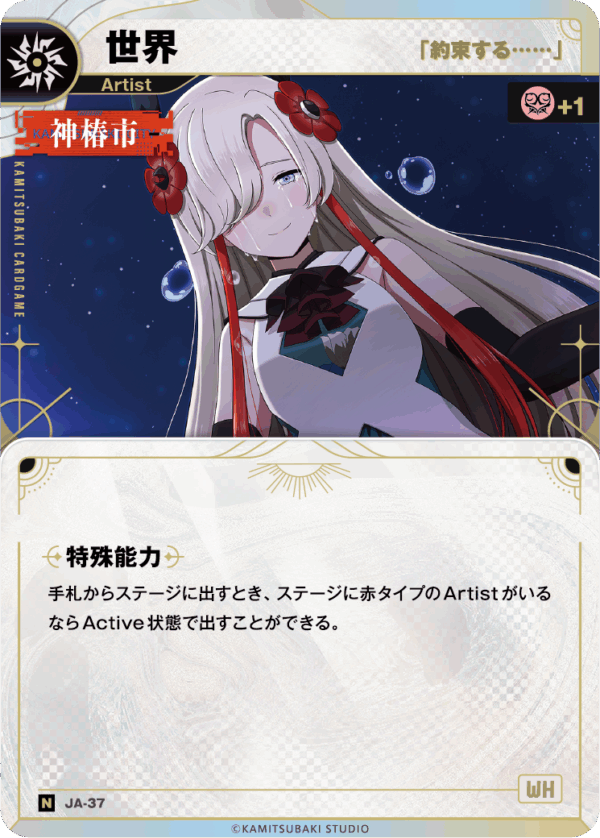 世界
「約束する……」
Artist
+1
神椿市
KAMITSUBAKI CARDGAME
特殊能力
手札からステージに出すとき、ステージに赤タイプのArtistがいる
ならActive状態で出すことができる。
WH
N JA-37
©KAMITSUBAKI STUDIO